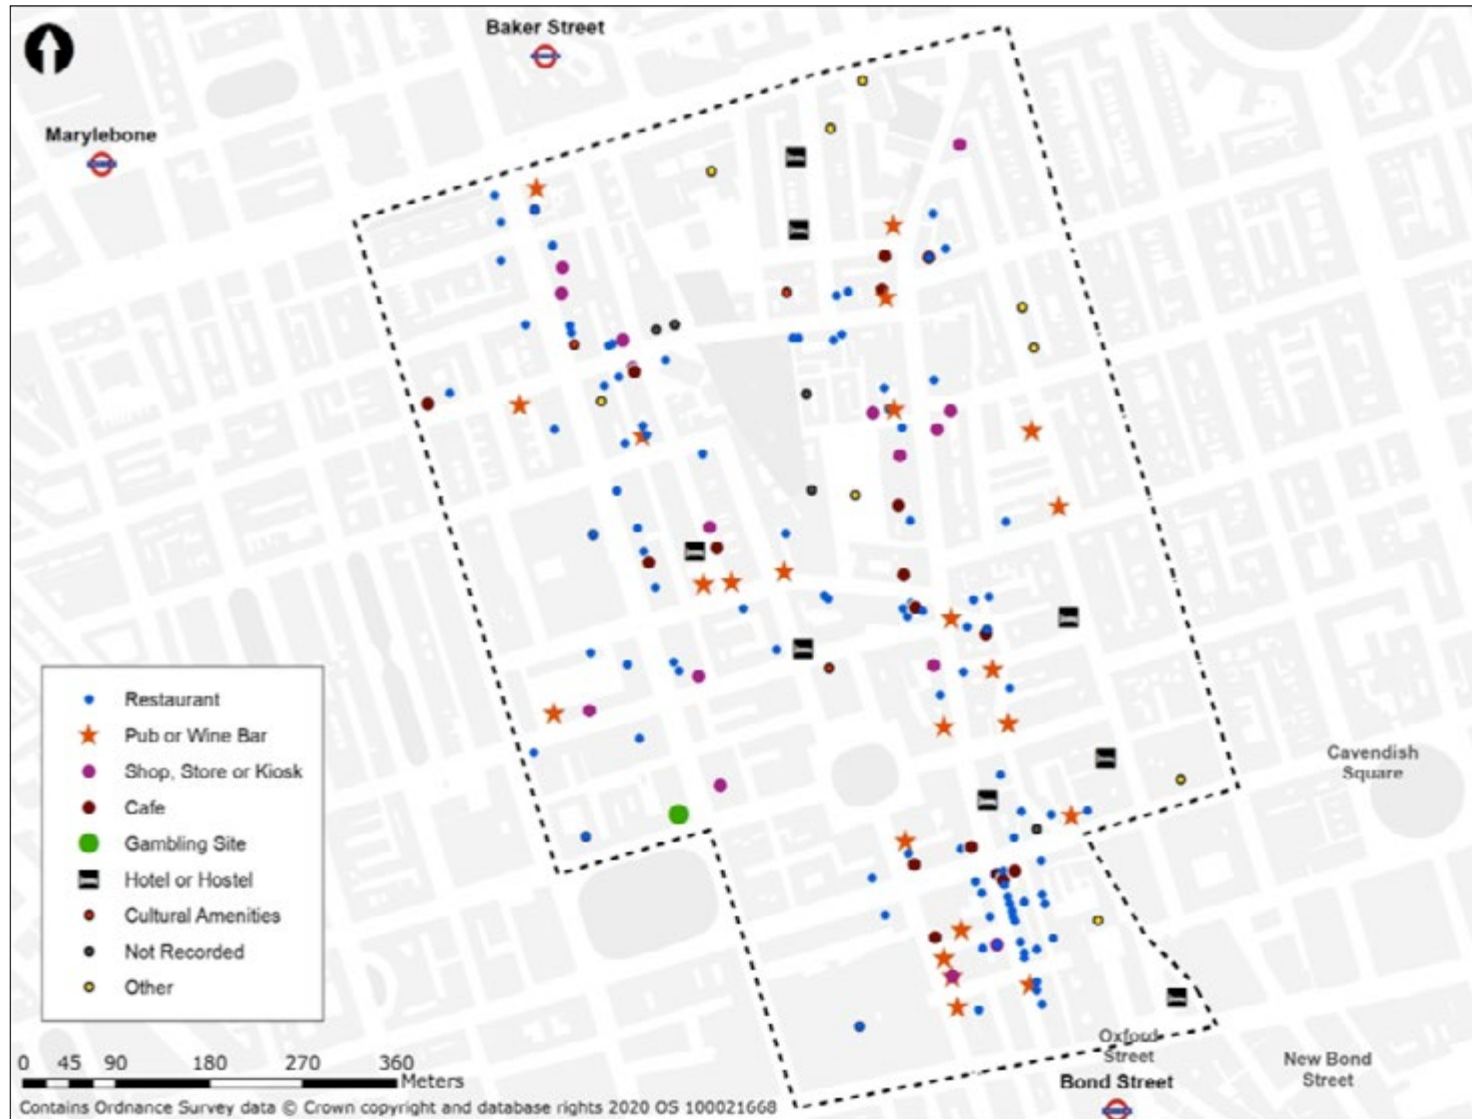 Baker Street
Marylebone
Cavendish
Square
Restaurant
Pub or Wine Bar
Shop, Store or Kiosk
Cafe
Gambling Site
Hotel or Hostel
Cultural Amenities
Not Recorded
Other
Oxford
Street
New Bond
Street
Bond Street
0 45 90 180 270 360
Meters
Contains Ordnance Survey data © Crown copyright and database rights 2020 OS 100021668